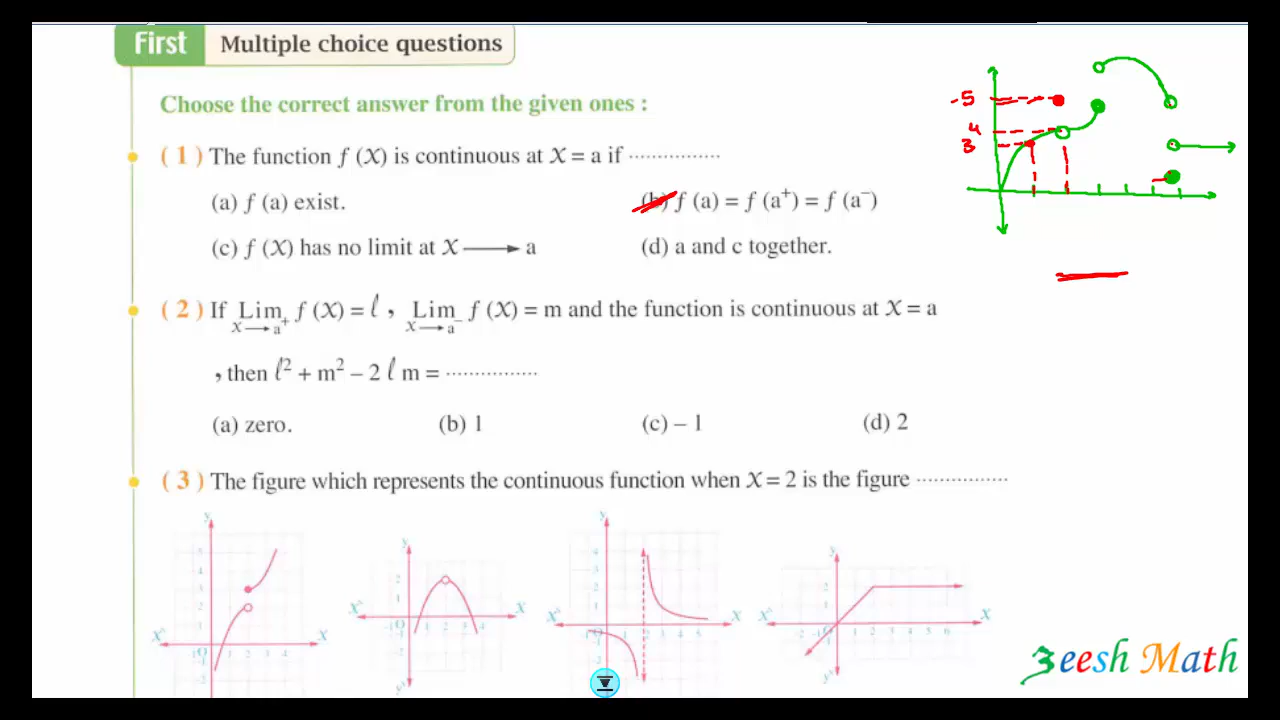 First Multiple choice questions
Choose the correct answer from the given ones :
( 1 ) The function f (X) is continuous at X = a if ................
(a) f (a) exist. (b) f (a) = f (a⁺) = f (a⁻)
(c) f (X) has no limit at X ⟶ a (d) a and c together.
( 2 ) If Lim f (X) = ℓ , Lim f (X) = m and the function is continuous at X = a
X → a⁺ X → a⁻
, then ℓ² + m² – 2 ℓ m = ................
(a) zero. (b) 1 (c) – 1 (d) 2
( 3 ) The figure which represents the continuous function when X = 2 is the figure ................
-5
4
3
y y y y
X` X X` X X` X X` X
y` y` y`
Zeesh Math